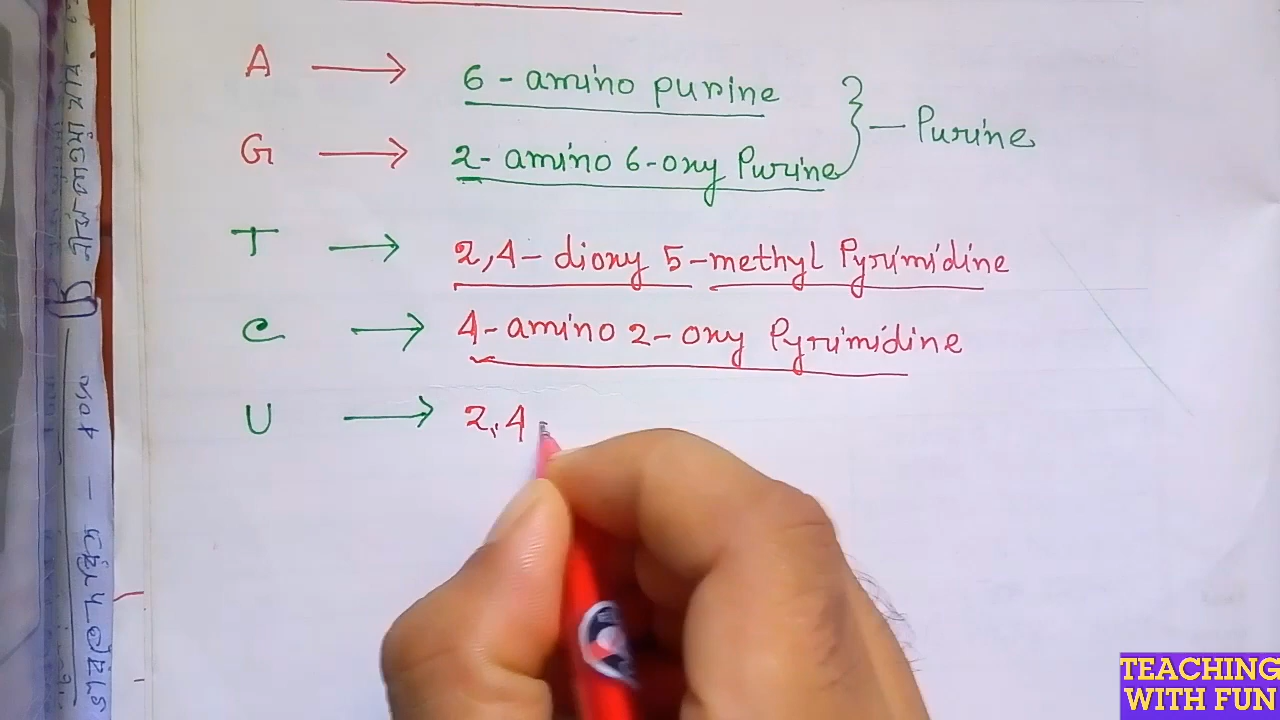 A → 6 - amino purine
G → 2 - amino 6 - oxy Purine } — Purine
T → 2,4 - dioxy 5 - methyl Pyrimidine
C → 4 - amino 2 - oxy Pyrimidine
U → 2,4
TEACHING
WITH FUN